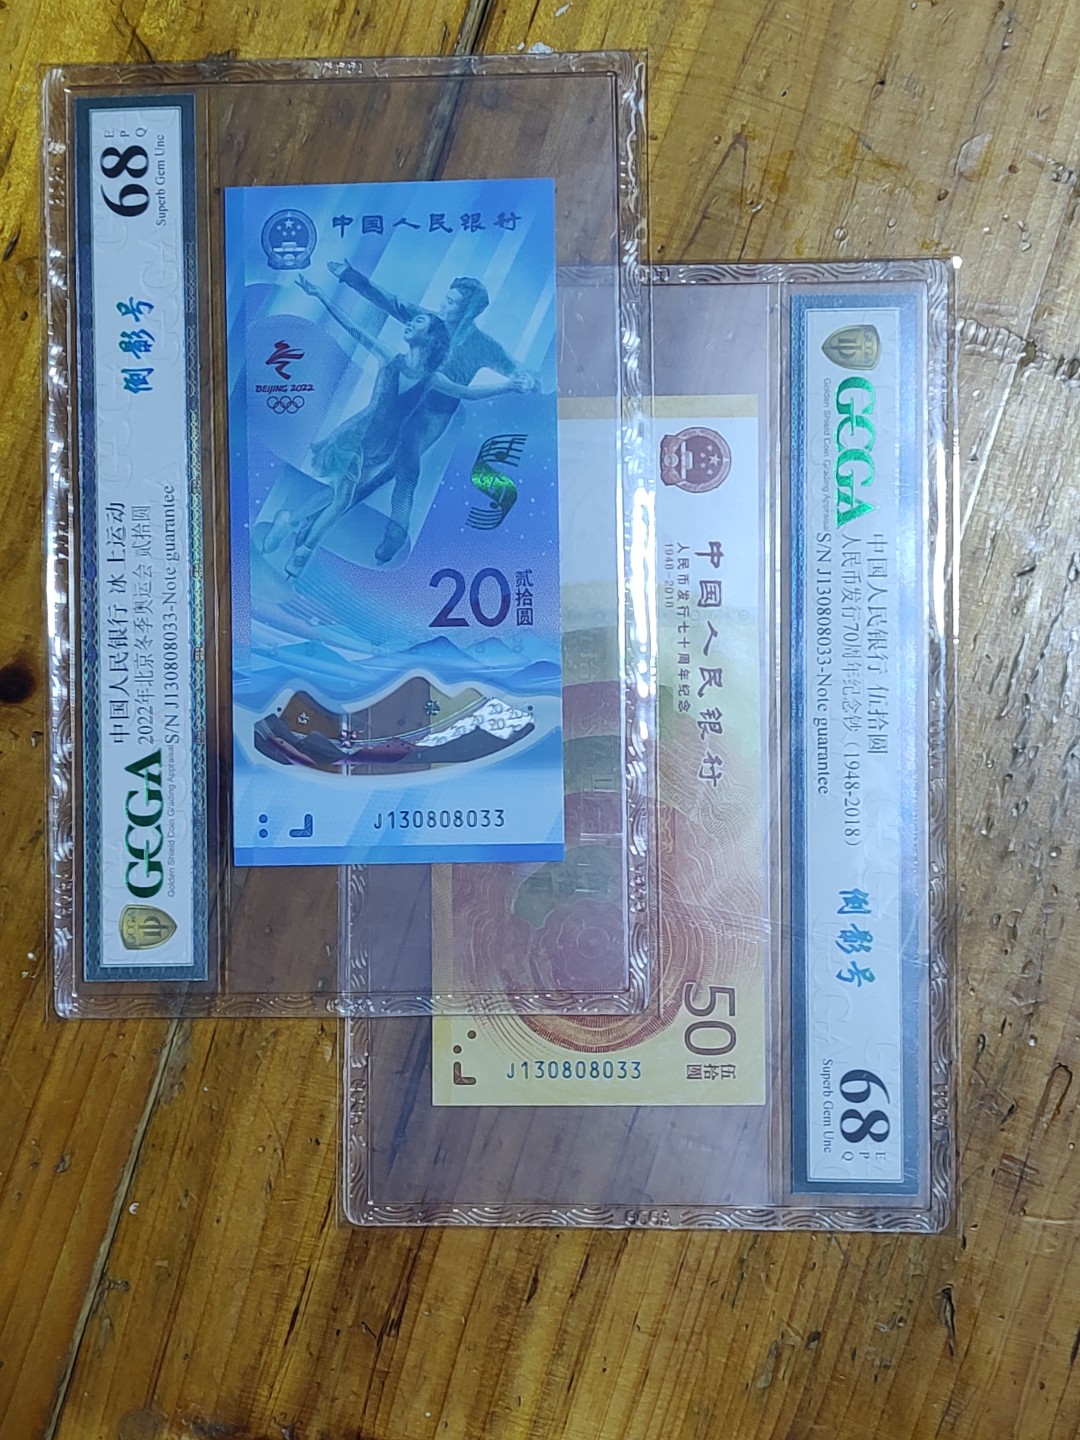 68
EPQ
Superb Gem Unc
倒影号
中国人民银行 冰上运动
2022年北京冬季奥运会 贰拾圆
S/N J130808033-Note guarantee
GCGA
Golden Shield Coin Grading Appraisal
中国人民银行
BEIJING 2022
20
贰拾圆
J130808033
GCGA
Golden Shield Coin Grading Appraisal
中国人民银行 伍拾圆
人民币发行70周年纪念钞(1948-2018)
S/N J130808033-Note guarantee
倒影号
68
EPQ
Superb Gem Unc
中国人民银行
人民币发行七十周年纪念
1948-2018
50
伍拾圆
J130808033